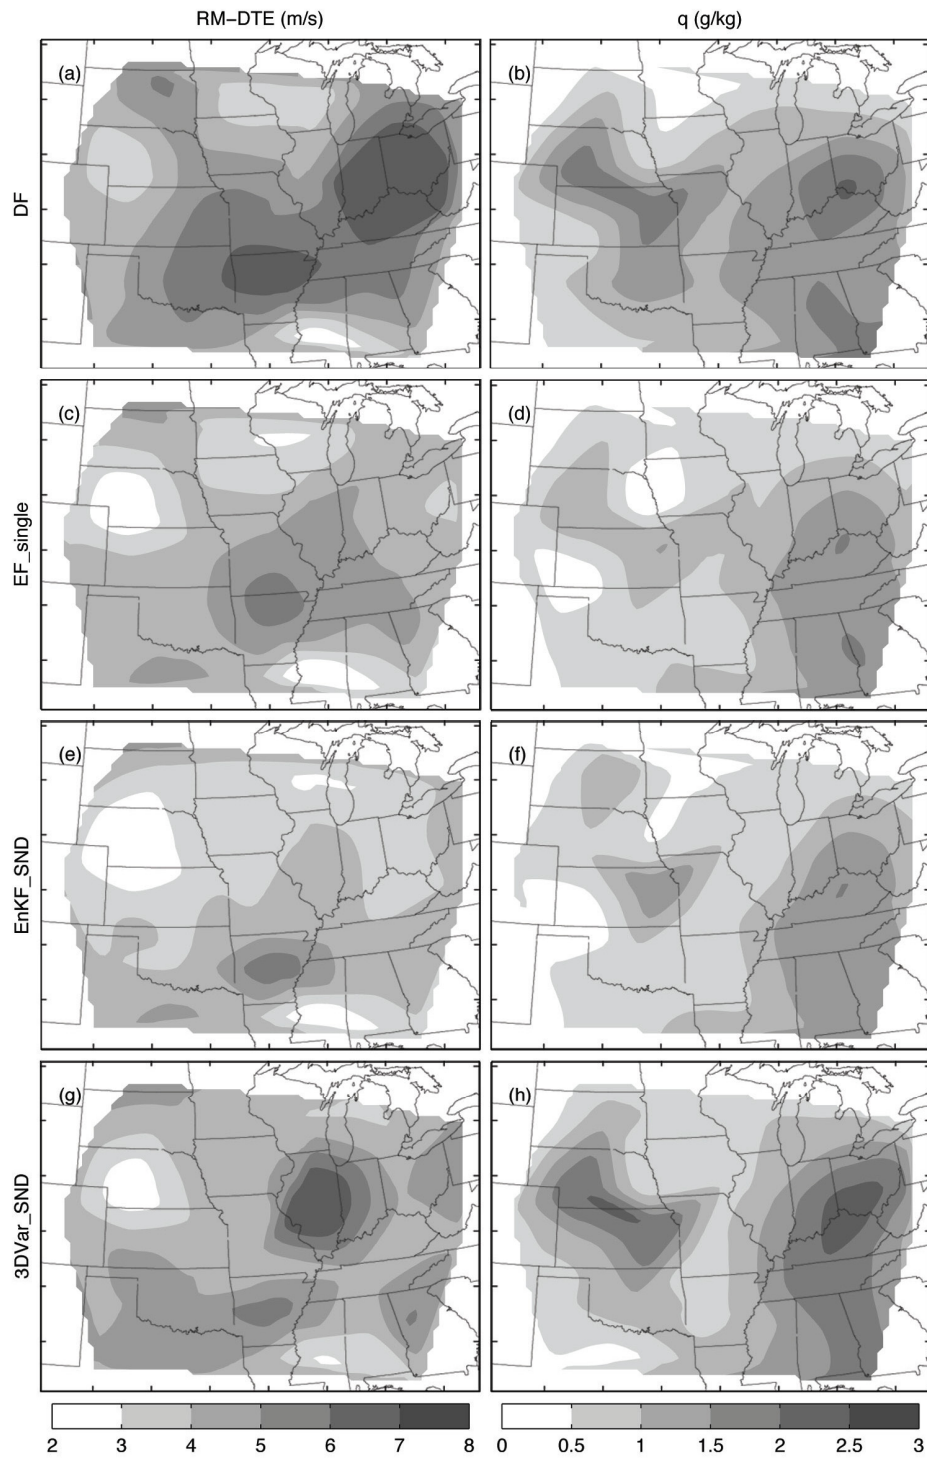 RM−DTE (m/s)
q (g/kg)
DF
(a)
(b)
EF_single
(c)
(d)
EnKF_SND
(e)
(f)
3DVar_SND
(g)
(h)
2 3 4 5 6 7 8
0 0.5 1 1.5 2 2.5 3